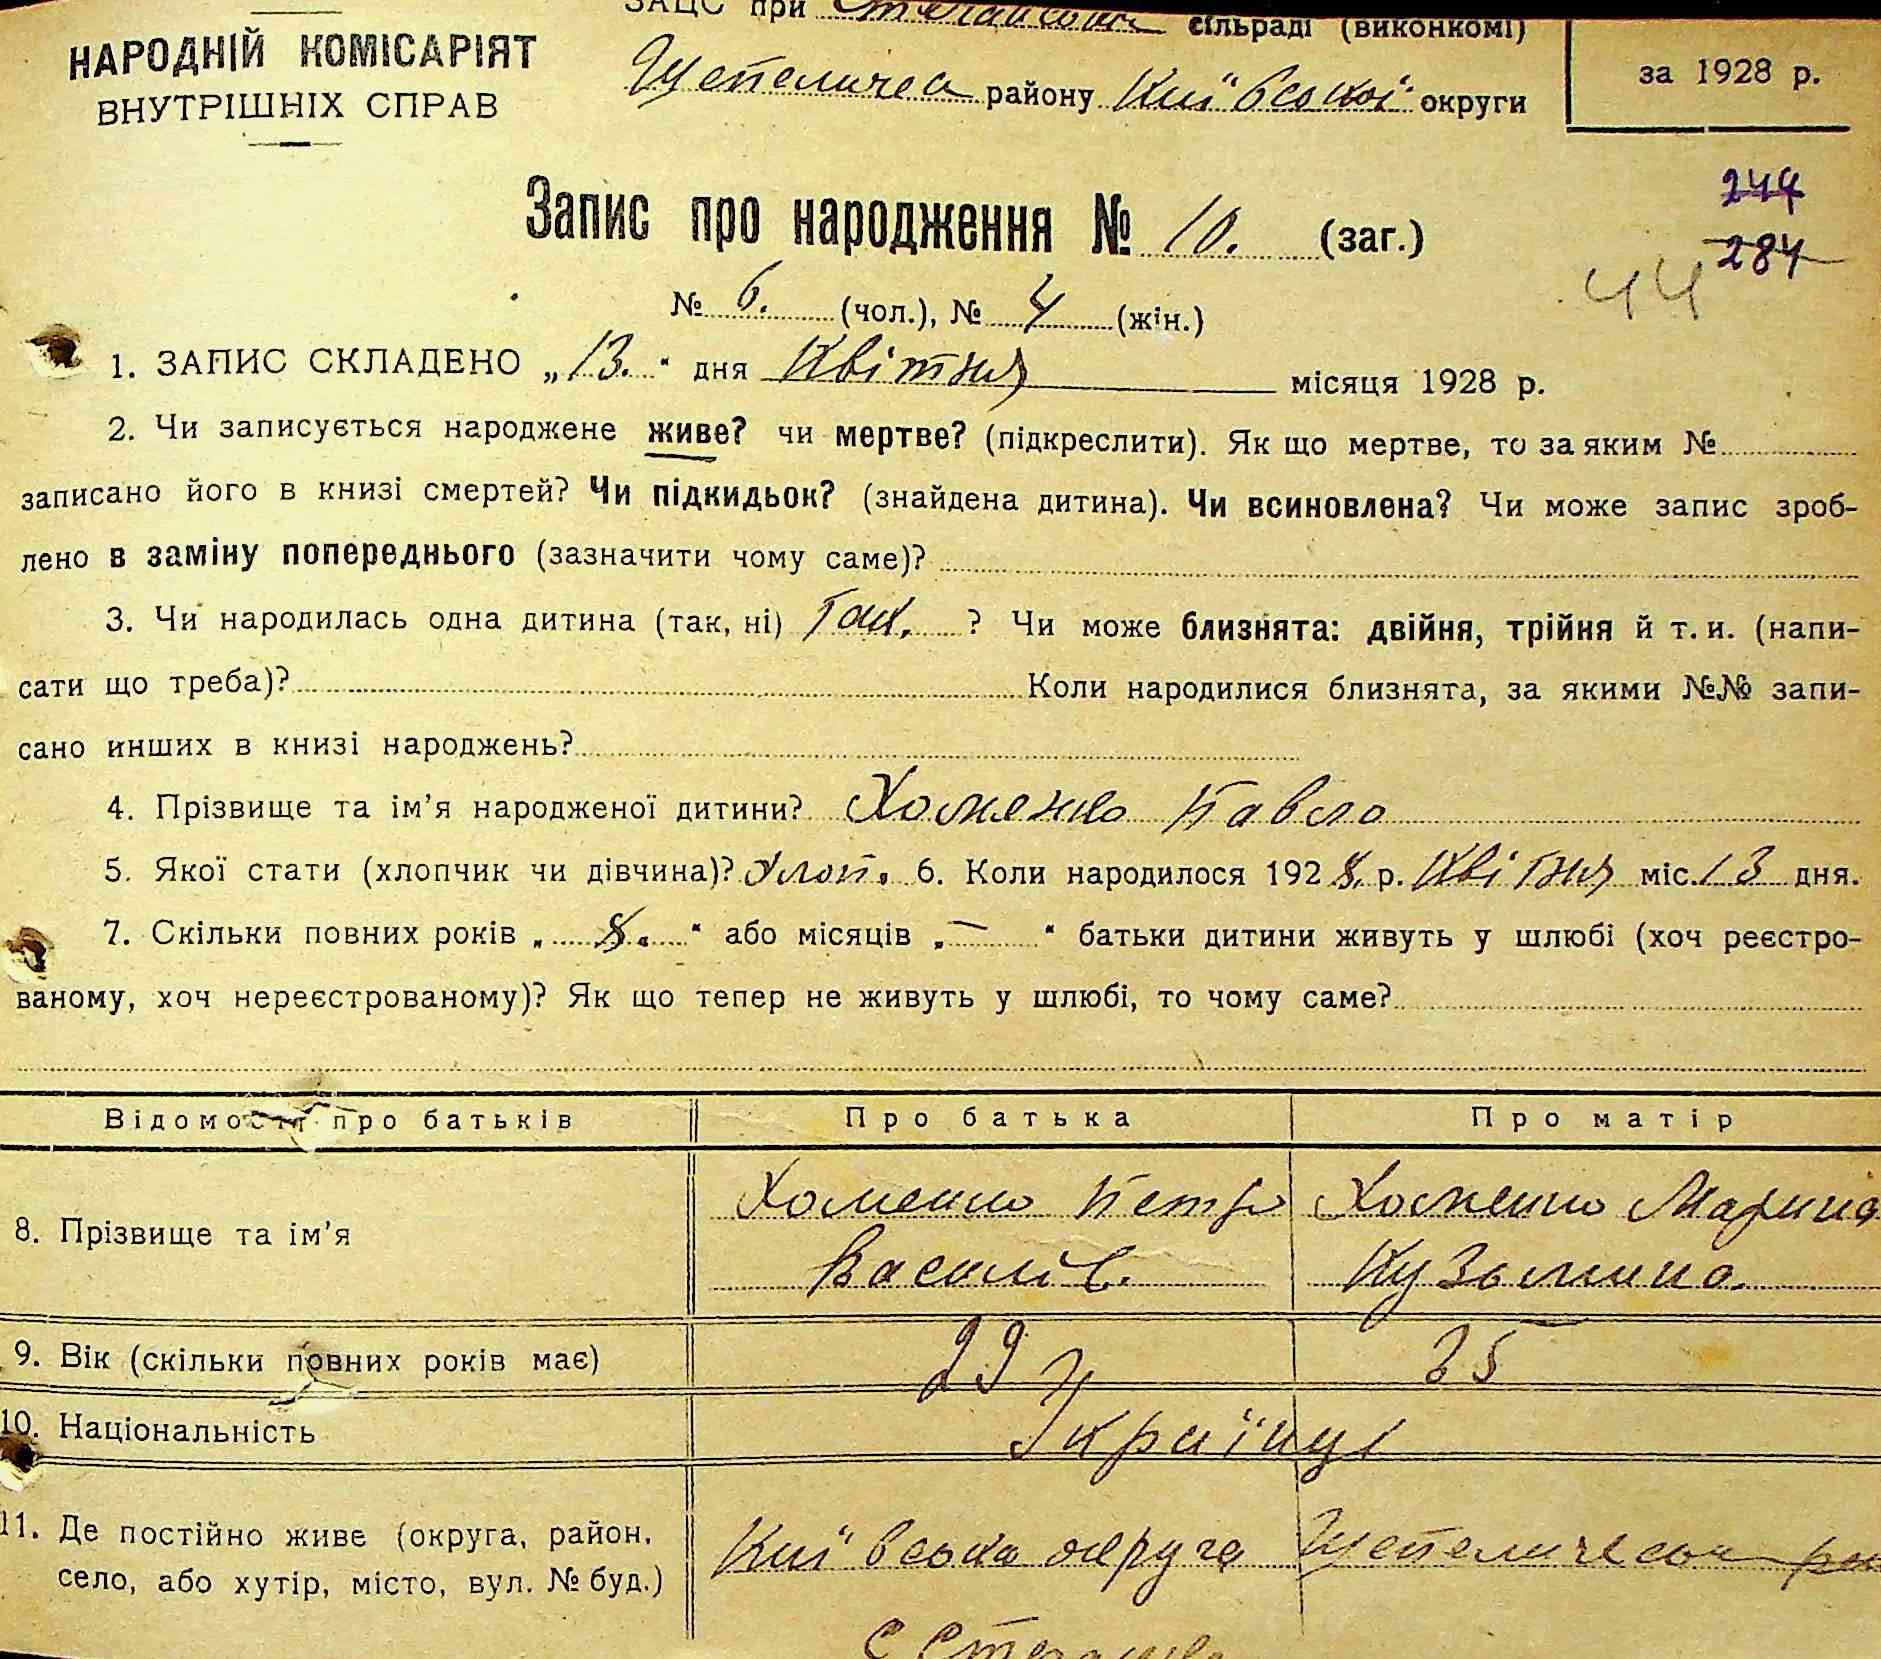 ЗАЦС при сільраді (виконкомі)
НАРОДНІЙ КОМІСАРІЯТ
ВНУТРІШНІХ СПРАВ
району Київської округи
за 1928 р.
Запис про народження № 10. (заг.)
244
284
44
№ 6. (чол.), № 4 (жін.)
1. ЗАПИС СКЛАДЕНО „13.“ дня Квітня місяця 1928 р.
2. Чи записується народжене живе? чи мертве? (підкреслити). Як що мертве, то за яким №
записано його в книзі смертей? Чи підкидьок? (знайдена дитина). Чи всиновлена? Чи може запис зроб-
лено в заміну попереднього (зазначити чому саме)?
3. Чи народилась одна дитина (так, ні) Так. ? Чи може близнята: двійня, трійня й т. и. (напи-
сати що треба)? Коли народилися близнята, за якими №№ запи-
сано инших в книзі народжень?
4. Прізвище та ім’я народженої дитини? Хоменко Павло
5. Якої стати (хлопчик чи дівчина)? Хлоп. 6. Коли народилося 1928. р. Квітня міс. 13 дня.
7. Скільки повних років „8.“ або місяців „—“ батьки дитини живуть у шлюбі (хоч реєстро-
ваному, хоч нереєстрованому)? Як що тепер не живуть у шлюбі, то чому саме?
Відомости про батьків Про батька Про матір
8. Прізвище та ім’я Хоменко Петро Хоменко Марина
Василів. Кузьмина.
9. Вік (скільки повних років має) 29 25
10. Національність Українці
11. Де постійно живе (округа, район, село, або хутір, місто, вул. № буд.) Київська округа